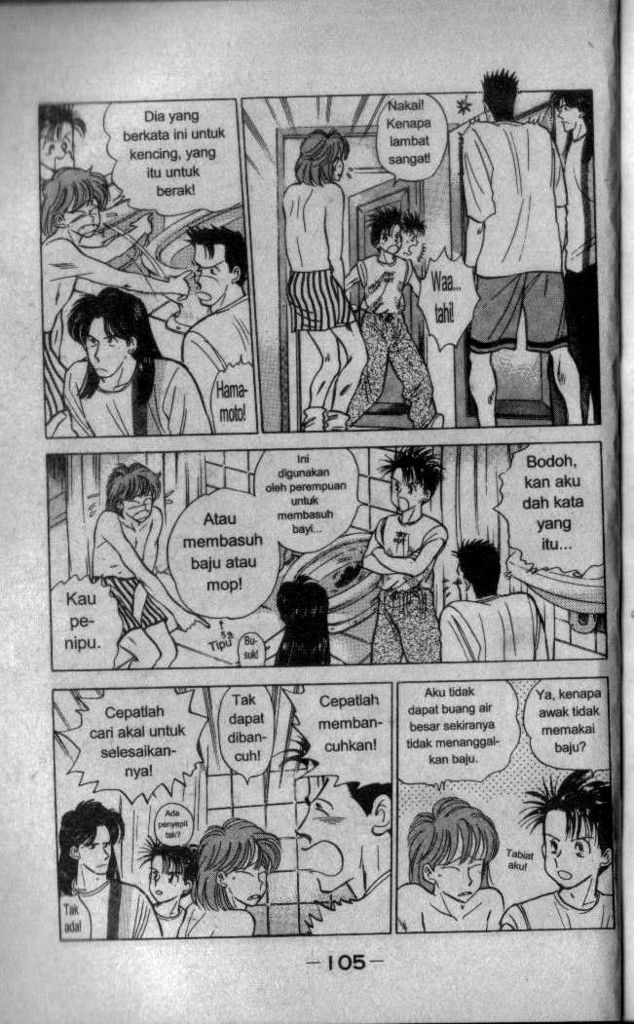 Dia yang
berkata ini untuk
kencing, yang
itu untuk
berak!
Hama-
moto!
Nakai!
Kenapa
lambat
sangat!
Waa...
tahi!
Kau
pe-
nipu.
Atau
membasuh
baju atau
mop!
Tipu
Bu-
suk!
Ini
digunakan
oleh perempuan
untuk
membasuh
bayi...
Bodoh,
kan aku
dah kata
yang
itu...
Cepatlah
cari akal untuk
selesaikan-
nya!
Tak
dapat
diban-
cuh!
Cepatlah
memban-
cuhkan!
Ada
penyepit
tak?
Tak
ada!
Aku tidak
dapat buang air
besar sekiranya
tidak menanggal-
kan baju.
Ya, kenapa
awak tidak
memakai
baju?
Tabiat
aku!
- 105 -